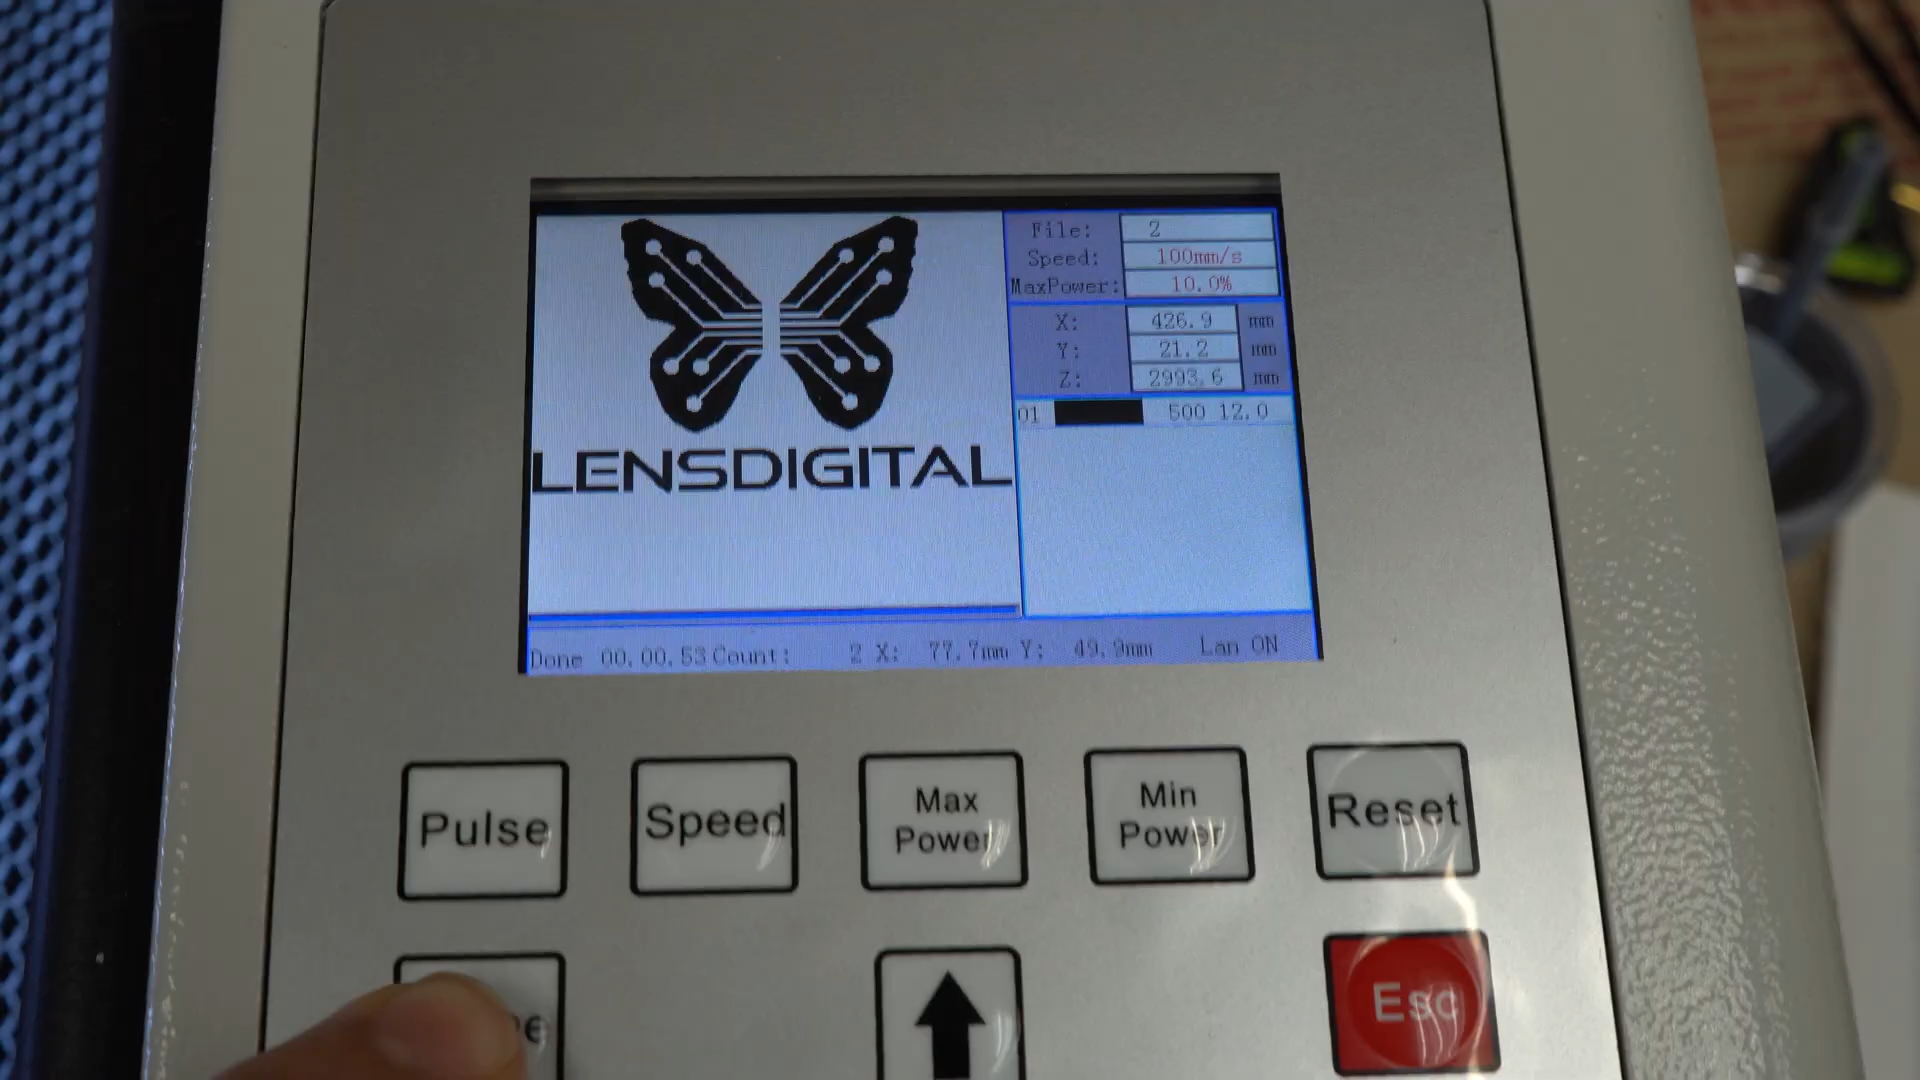 File: 2
Speed: 100mm/s
MaxPower: 10.0%
X: 426.9 mm
Y: 21.2 mm
Z: 2993.6 mm
01 500 12.0
LENSDIGITAL
Done 00.00.53 Count: 2 X: 77.7mm Y: 49.9mm Lan ON
Pulse Speed Max Power Min Power Reset
Esc